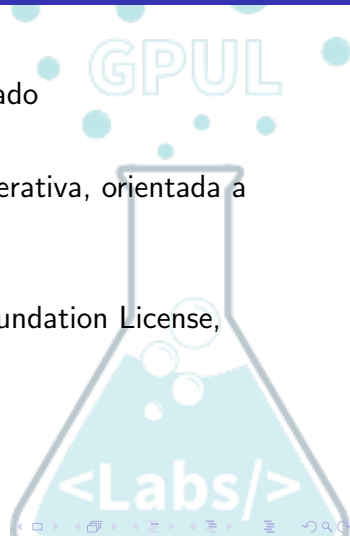 GPUL
ado
erativa, orientada a
undation License,
<Labs/>